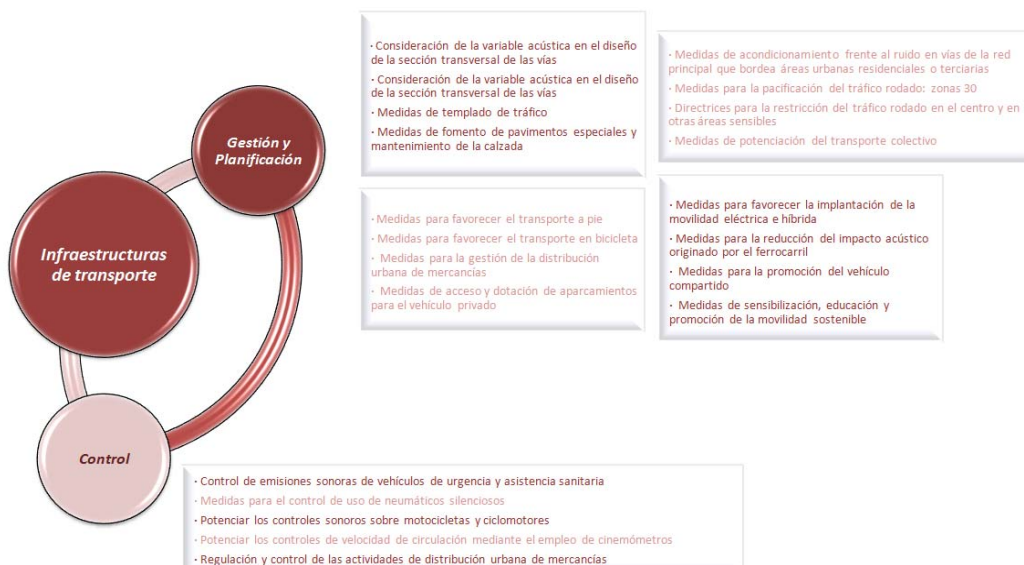 Gestión y
Planificación
Infraestructuras
de transporte
Control
· Consideración de la variable acústica en el diseño
de la sección transversal de las vías
· Consideración de la variable acústica en el diseño
de la sección transversal de las vías
· Medidas de templado de tráfico
· Medidas de fomento de pavimentos especiales y
mantenimiento de la calzada
· Medidas de acondicionamiento frente al ruido en vías de la red
principal que bordea áreas urbanas residenciales o terciarias
· Medidas para la pacificación del tráfico rodado: zonas 30
· Directrices para la restricción del tráfico rodado en el centro y en
otras áreas sensibles
· Medidas de potenciación del transporte colectivo
· Medidas para favorecer el transporte a pie
· Medidas para favorecer el transporte en bicicleta
· Medidas para la gestión de la distribución
urbana de mercancías
· Medidas de acceso y dotación de aparcamientos
para el vehículo privado
· Medidas para favorecer la implantación de la
movilidad eléctrica e híbrida
· Medidas para la reducción del impacto acústico
originado por el ferrocarril
· Medidas para la promoción del vehículo
compartido
· Medidas de sensibilización, educación y
promoción de la movilidad sostenible
· Control de emisiones sonoras de vehículos de urgencia y asistencia sanitaria
· Medidas para el control de uso de neumáticos silenciosos
· Potenciar los controles sonoros sobre motocicletas y ciclomotores
· Potenciar los controles de velocidad de circulación mediante el empleo de cinemómetros
· Regulación y control de las actividades de distribución urbana de mercancías